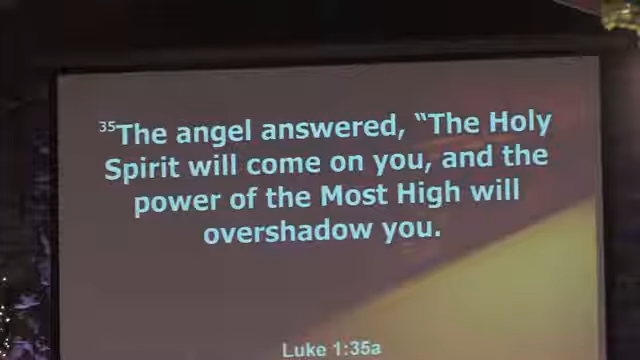 35The angel answered, “The Holy
Spirit will come on you, and the
power of the Most High will
overshadow you.
Luke 1:35a